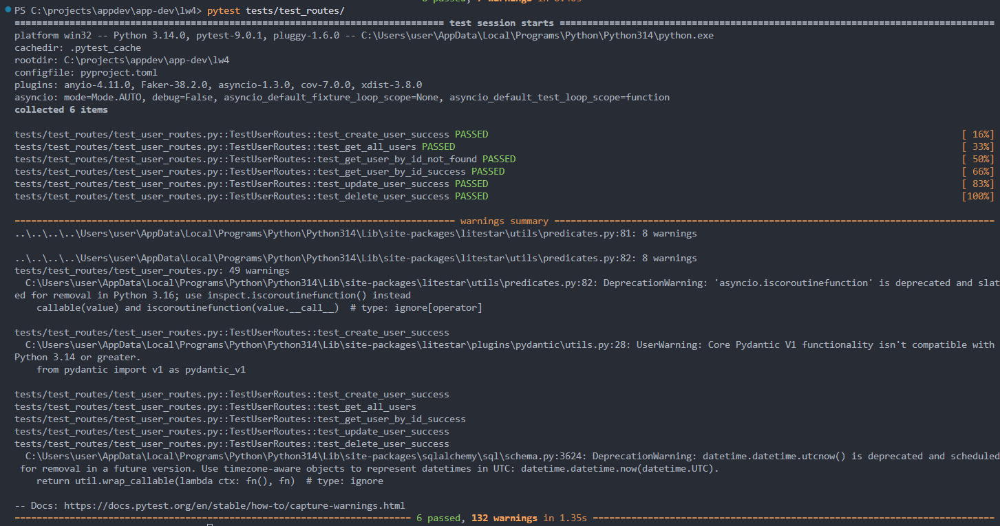 6 passed, 7 warnings in 0.40s
PS C:\projects\appdev\app-dev\lw4> pytest tests/test_routes/
============================================================================== test session starts ===============================================================================
platform win32 -- Python 3.14.0, pytest-9.0.1, pluggy-1.6.0 -- C:\Users\user\AppData\Local\Programs\Python\Python314\python.exe
cachedir: .pytest_cache
rootdir: C:\projects\appdev\app-dev\lw4
configfile: pyproject.toml
plugins: anyio-4.11.0, Faker-38.2.0, asyncio-1.3.0, cov-7.0.0, xdist-3.8.0
asyncio: mode=Mode.AUTO, debug=False, asyncio_default_fixture_loop_scope=None, asyncio_default_test_loop_scope=function
collected 6 items
tests/test_routes/test_user_routes.py::TestUserRoutes::test_create_user_success PASSED [ 16%]
tests/test_routes/test_user_routes.py::TestUserRoutes::test_get_all_users PASSED [ 33%]
tests/test_routes/test_user_routes.py::TestUserRoutes::test_get_user_by_id_not_found PASSED [ 50%]
tests/test_routes/test_user_routes.py::TestUserRoutes::test_get_user_by_id_success PASSED [ 66%]
tests/test_routes/test_user_routes.py::TestUserRoutes::test_update_user_success PASSED [ 83%]
tests/test_routes/test_user_routes.py::TestUserRoutes::test_delete_user_success PASSED [100%]
================================================================================ warnings summary ================================================================================
..\..\..\..\Users\user\AppData\Local\Programs\Python\Python314\Lib\site-packages\litestar\utils\predicates.py:81: 8 warnings
..\..\..\..\Users\user\AppData\Local\Programs\Python\Python314\Lib\site-packages\litestar\utils\predicates.py:82: 8 warnings
tests/test_routes/test_user_routes.py: 49 warnings
C:\Users\user\AppData\Local\Programs\Python\Python314\Lib\site-packages\litestar\utils\predicates.py:82: DeprecationWarning: 'asyncio.iscoroutinefunction' is deprecated and slat
ed for removal in Python 3.16; use inspect.iscoroutinefunction() instead
callable(value) and iscoroutinefunction(value.__call__)  # type: ignore[operator]
tests/test_routes/test_user_routes.py::TestUserRoutes::test_create_user_success
C:\Users\user\AppData\Local\Programs\Python\Python314\Lib\site-packages\litestar\plugins\pydantic\utils.py:28: UserWarning: Core Pydantic V1 functionality isn't compatible with
Python 3.14 or greater.
from pydantic import v1 as pydantic_v1
tests/test_routes/test_user_routes.py::TestUserRoutes::test_create_user_success
tests/test_routes/test_user_routes.py::TestUserRoutes::test_get_all_users
tests/test_routes/test_user_routes.py::TestUserRoutes::test_get_user_by_id_success
tests/test_routes/test_user_routes.py::TestUserRoutes::test_update_user_success
tests/test_routes/test_user_routes.py::TestUserRoutes::test_delete_user_success
C:\Users\user\AppData\Local\Programs\Python\Python314\Lib\site-packages\sqlalchemy\sql\schema.py:3624: DeprecationWarning: datetime.datetime.utcnow() is deprecated and scheduled
for removal in a future version. Use timezone-aware objects to represent datetimes in UTC: datetime.datetime.now(datetime.UTC).
return util.wrap_callable(lambda ctx: fn(), fn)  # type: ignore
-- Docs: https://docs.pytest.org/en/stable/how-to/capture-warnings.html
======================================================================== 6 passed, 132 warnings in 1.35s =========================================================================